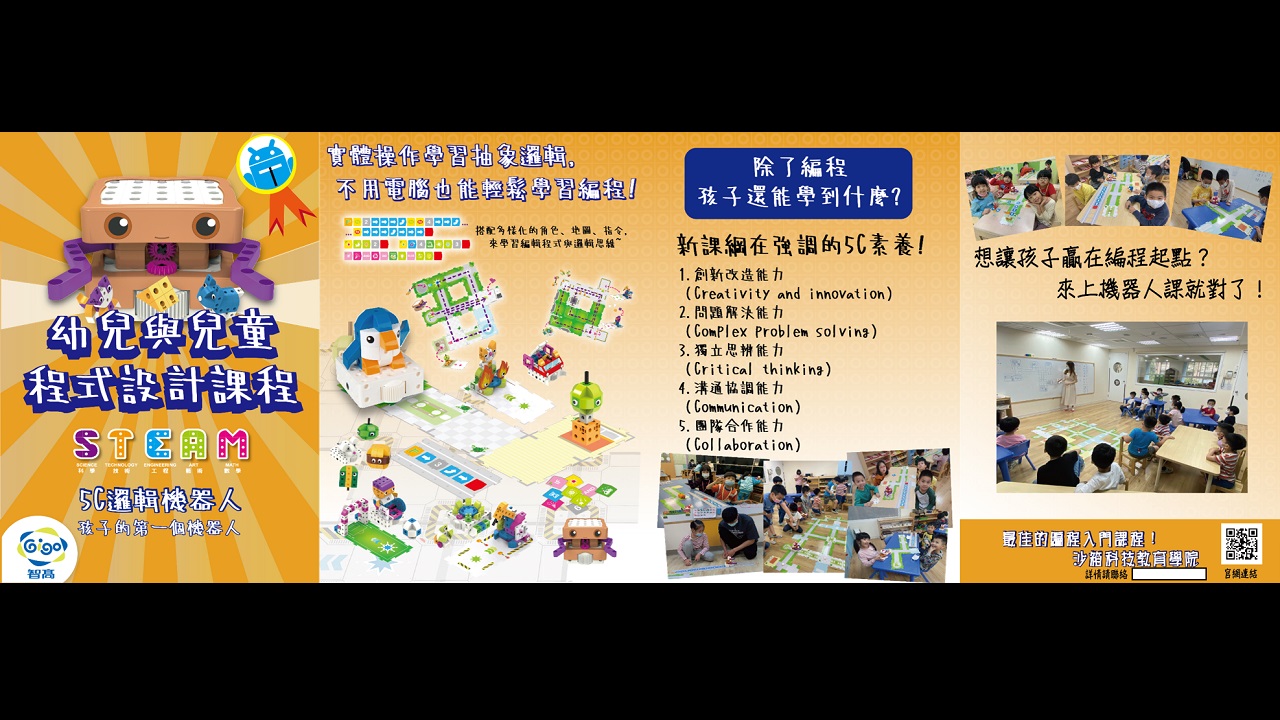 幼兒與兒童
程式設計課程
STEAM
SCIENCE TECHNOLOGY ENGINEERING ART MATH
科學 技術 工程 藝術 數學
5C邏輯機器人
孩子的第一個機器人
Gigo
智高
實體操作學習抽象邏輯,
不用電腦也能輕鬆學習編程!
搭配多樣化的角色、地圖、指令,
來學習編輯程式與邏輯思維~
除了編程
孩子還能學到什麼?
新課綱在強調的5C素養!
1. 創新改造能力
(Creativity and innovation)
2. 問題解決能力
(Complex Problem solving)
3. 獨立思辨能力
(Critical thinking)
4. 溝通協調能力
(Communication)
5. 團隊合作能力
(Collaboration)
想讓孩子贏在編程起點?
來上機器人課就對了!
最佳的編程入門課程!
沙箱科技教育學院
詳情請聯絡
官網連結